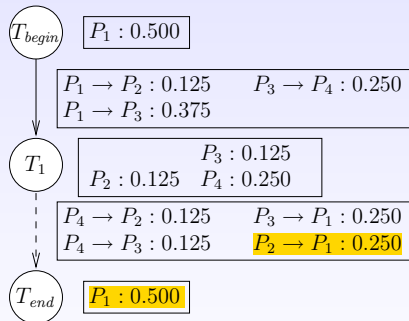 T_begin P_1 : 0.500
P_1 → P_2 : 0.125 P_3 → P_4 : 0.250
P_1 → P_3 : 0.375
P_3 : 0.125
T_1
P_2 : 0.125 P_4 : 0.250
P_4 → P_2 : 0.125 P_3 → P_1 : 0.250
P_4 → P_3 : 0.125 P_2 → P_1 : 0.250
T_end P_1 : 0.500